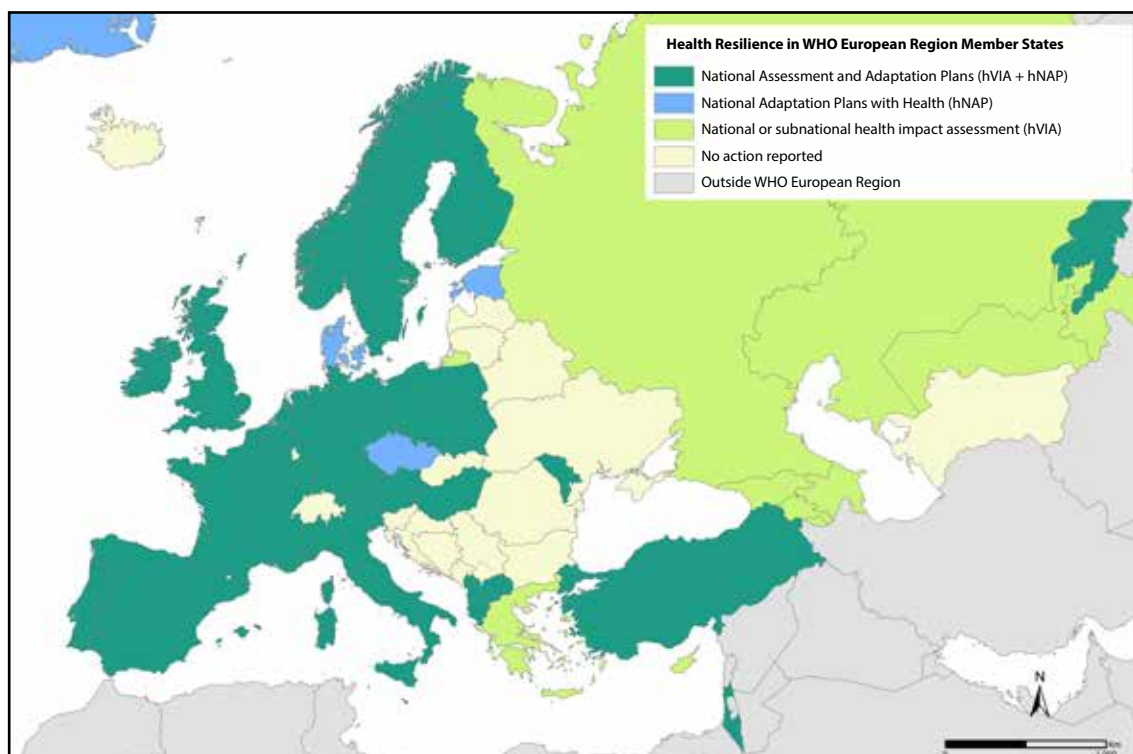 Health Resilience in WHO European Region Member States
National Assessment and Adaptation Plans (hVIA + hNAP)
National Adaptation Plans with Health (hNAP)
National or subnational health impact assessment (hVIA)
No action reported
Outside WHO European Region
N
Km